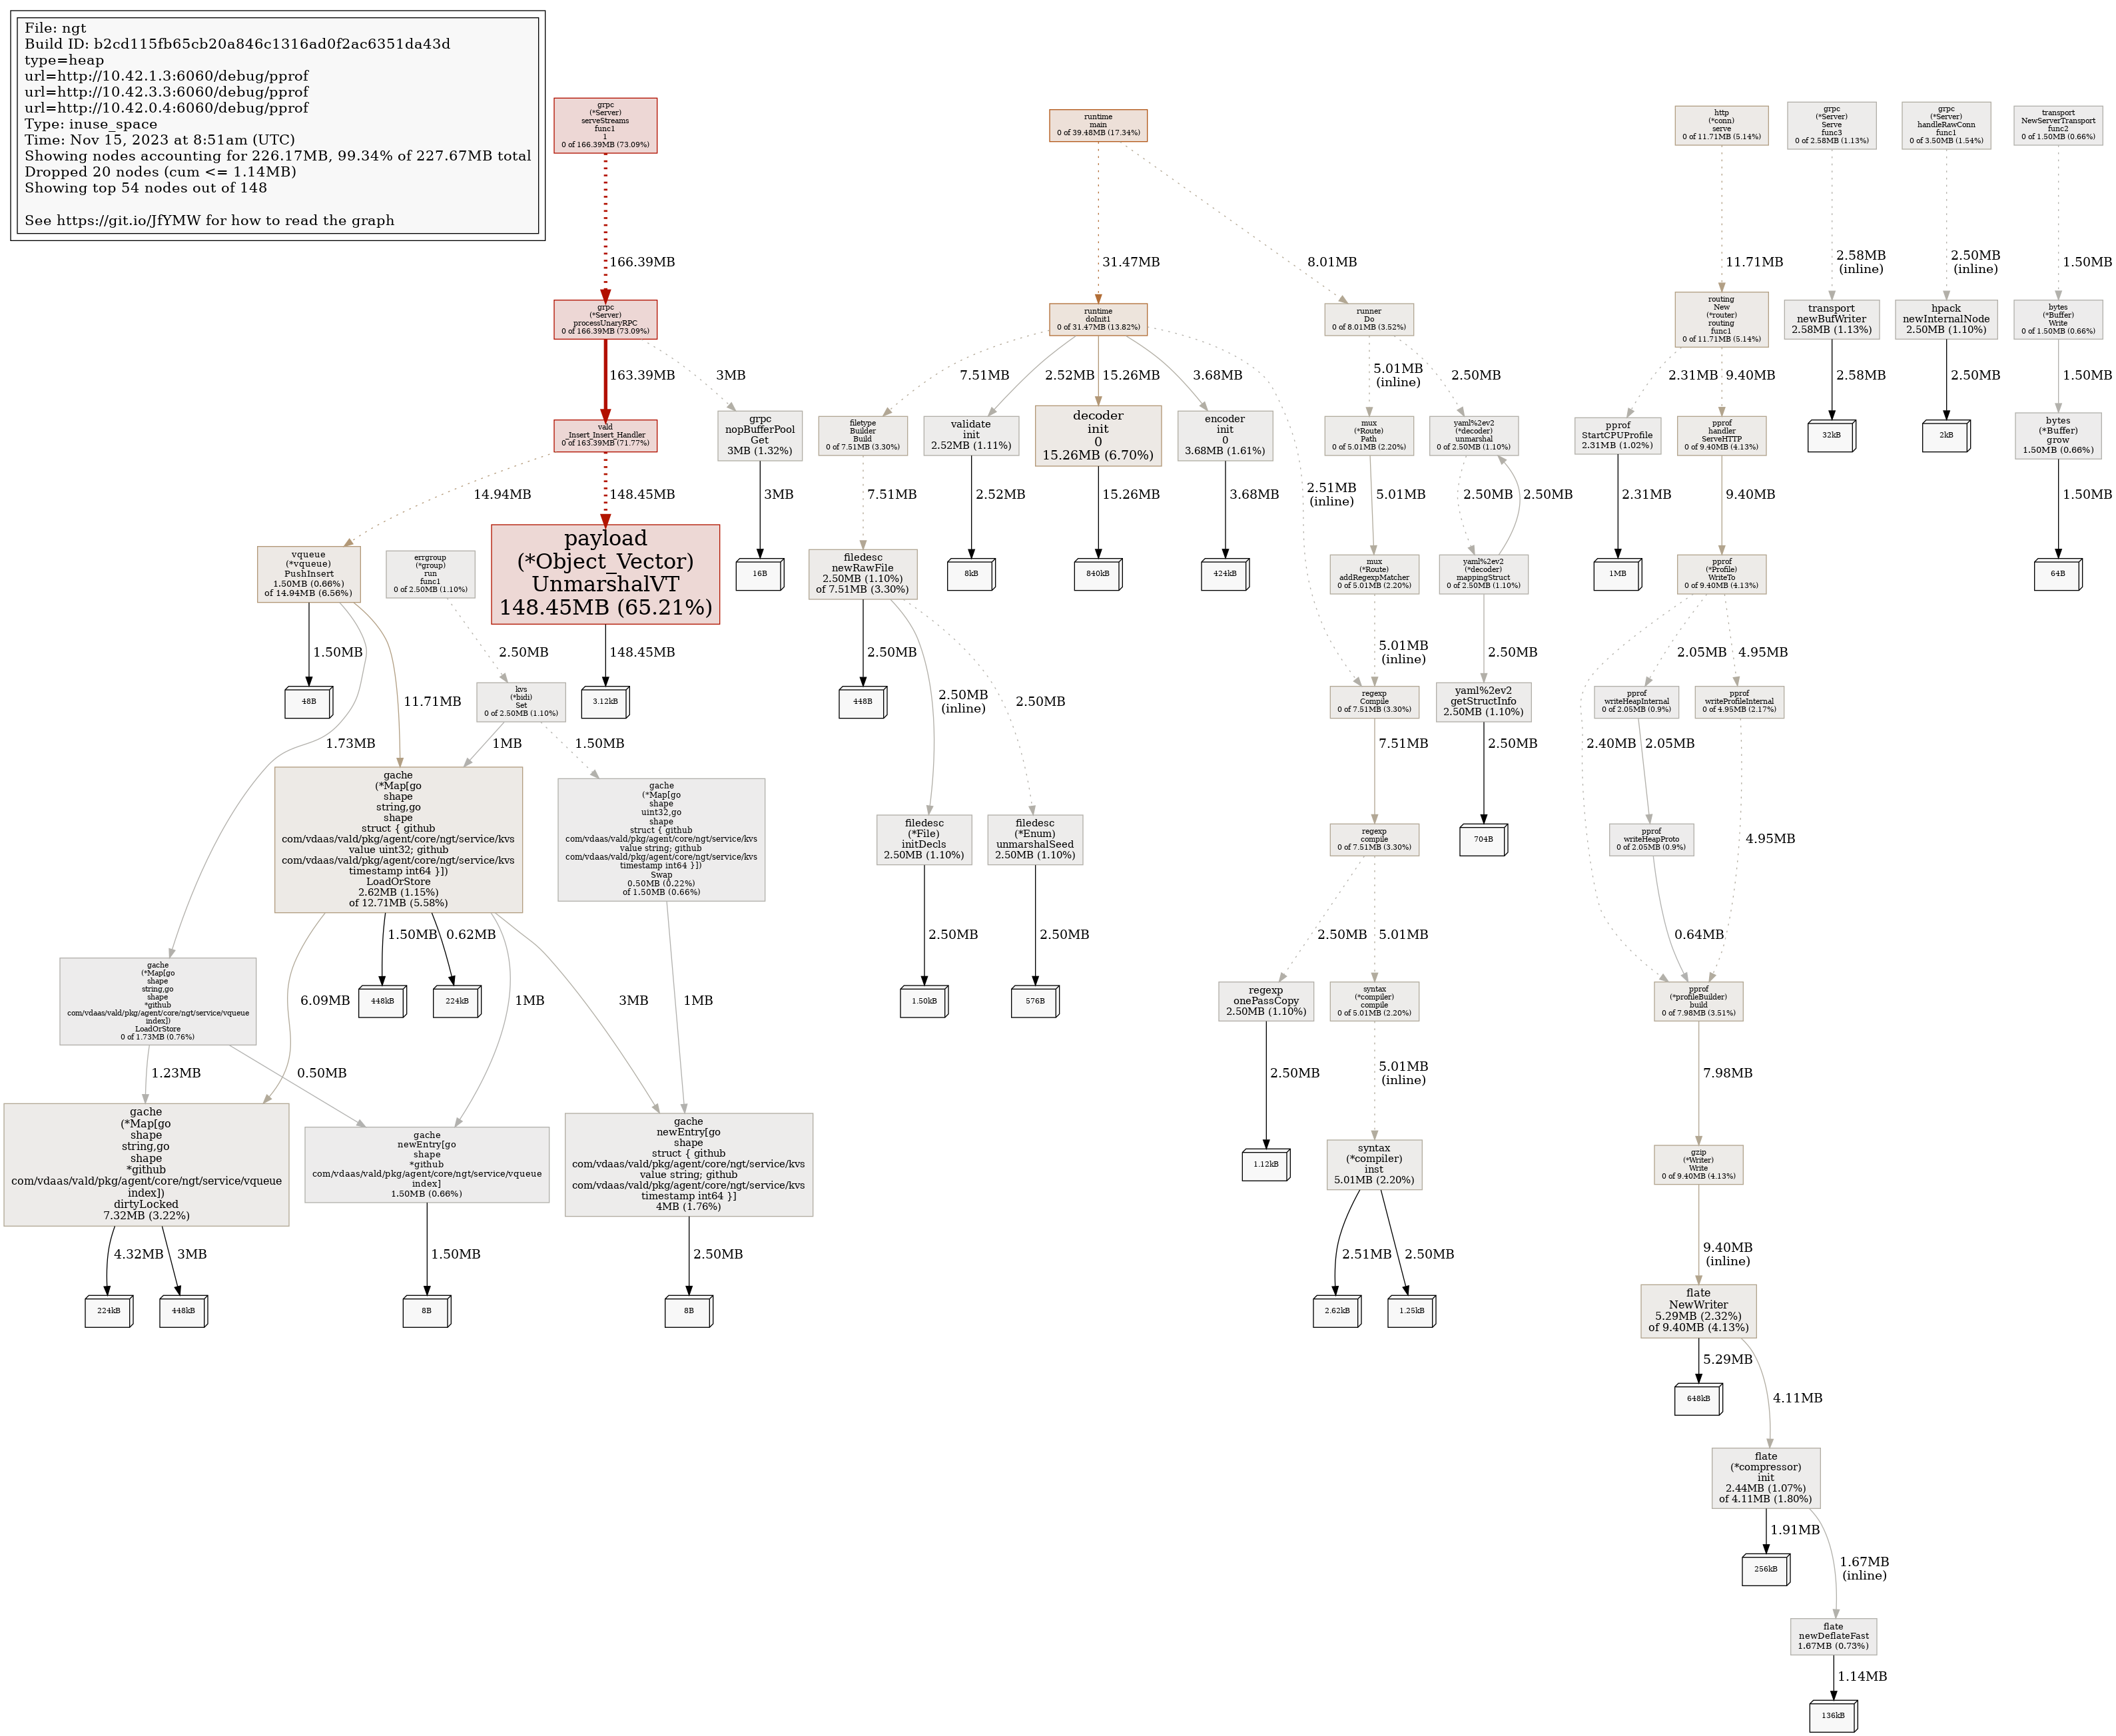 File: ngt
Build ID: b2cd115fb65cb20a846c1316ad0f2ac6351da43d
type=heap
url=http://10.42.1.3:6060/debug/pprof
url=http://10.42.3.3:6060/debug/pprof
url=http://10.42.0.4:6060/debug/pprof
Type: inuse_space
Time: Nov 15, 2023 at 8:51am (UTC)
Showing nodes accounting for 226.17MB, 99.34% of 227.67MB total
Dropped 20 nodes (cum <= 1.14MB)
Showing top 54 nodes out of 148
See https://git.io/JfYMW for how to read the graph
grpc
(*Server)
serveStreams
func1
1
0 of 166.39MB (73.09%)
runtime
main
0 of 39.48MB (17.34%)
http
(*conn)
serve
0 of 11.71MB (5.14%)
grpc
(*Server)
Serve
func3
0 of 2.58MB (1.13%)
grpc
(*Server)
handleRawConn
func1
0 of 3.50MB (1.54%)
transport
NewServerTransport
func2
0 of 1.50MB (0.66%)
166.39MB
31.47MB
8.01MB
11.71MB
2.58MB
(inline)
2.50MB
(inline)
1.50MB
grpc
(*Server)
processUnaryRPC
0 of 166.39MB (73.09%)
runtime
doInit1
0 of 31.47MB (13.82%)
runner
Do
0 of 8.01MB (3.52%)
routing
New
(*router)
routing
func1
0 of 11.71MB (5.14%)
transport
newBufWriter
2.58MB (1.13%)
hpack
newInternalNode
2.50MB (1.10%)
bytes
(*Buffer)
Write
0 of 1.50MB (0.66%)
163.39MB
3MB
7.51MB
2.52MB
15.26MB
3.68MB
5.01MB
(inline)
2.50MB
2.31MB
9.40MB
2.58MB
2.50MB
1.50MB
vald
_Insert_Insert_Handler
0 of 163.39MB (71.77%)
grpc
nopBufferPool
Get
3MB (1.32%)
filetype
Builder
Build
0 of 7.51MB (3.30%)
validate
init
2.52MB (1.11%)
decoder
init
0
15.26MB (6.70%)
encoder
init
0
3.68MB (1.61%)
mux
(*Route)
Path
0 of 5.01MB (2.20%)
yaml%2ev2
(*decoder)
unmarshal
0 of 2.50MB (1.10%)
pprof
StartCPUProfile
2.31MB (1.02%)
pprof
handler
ServeHTTP
0 of 9.40MB (4.13%)
32kB
2kB
bytes
(*Buffer)
grow
1.50MB (0.66%)
14.94MB
148.45MB
3MB
7.51MB
2.52MB
15.26MB
3.68MB
2.51MB
(inline)
5.01MB
2.50MB
2.50MB
2.31MB
9.40MB
1.50MB
vqueue
(*vqueue)
PushInsert
1.50MB (0.66%)
of 14.94MB (6.56%)
errgroup
(*group)
run
func1
0 of 2.50MB (1.10%)
payload
(*Object_Vector)
UnmarshalVT
148.45MB (65.21%)
16B
filedesc
newRawFile
2.50MB (1.10%)
of 7.51MB (3.30%)
8kB
840kB
424kB
mux
(*Route)
addRegexpMatcher
0 of 5.01MB (2.20%)
yaml%2ev2
(*decoder)
mappingStruct
0 of 2.50MB (1.10%)
1MB
pprof
(*Profile)
WriteTo
0 of 9.40MB (4.13%)
64B
1.50MB
11.71MB
2.50MB
148.45MB
2.50MB
2.50MB
(inline)
2.50MB
5.01MB
(inline)
2.50MB
2.05MB
4.95MB
48B
kvs
(*bidi)
Set
0 of 2.50MB (1.10%)
3.12kB
448B
regexp
Compile
0 of 7.51MB (3.30%)
yaml%2ev2
getStructInfo
2.50MB (1.10%)
pprof
writeHeapInternal
0 of 2.05MB (0.9%)
pprof
writeProfileInternal
0 of 4.95MB (2.17%)
1.73MB
1MB
1.50MB
7.51MB
2.50MB
2.40MB
2.05MB
gache
(*Map[go
shape
string,go
shape
struct { github
com/vdaas/vald/pkg/agent/core/ngt/service/kvs
value uint32; github
com/vdaas/vald/pkg/agent/core/ngt/service/kvs
timestamp int64 }])
LoadOrStore
2.62MB (1.15%)
of 12.71MB (5.58%)
gache
(*Map[go
shape
uint32,go
shape
struct { github
com/vdaas/vald/pkg/agent/core/ngt/service/kvs
value string; github
com/vdaas/vald/pkg/agent/core/ngt/service/kvs
timestamp int64 }])
Swap
0.50MB (0.22%)
of 1.50MB (0.66%)
filedesc
(*File)
initDecls
2.50MB (1.10%)
filedesc
(*Enum)
unmarshalSeed
2.50MB (1.10%)
regexp
compile
0 of 7.51MB (3.30%)
704B
pprof
writeHeapProto
0 of 2.05MB (0.9%)
4.95MB
1.50MB
0.62MB
2.50MB
2.50MB
2.50MB
5.01MB
0.64MB
gache
(*Map[go
shape
string,go
shape
*github
com/vdaas/vald/pkg/agent/core/ngt/service/vqueue
index])
LoadOrStore
0 of 1.73MB (0.76%)
6.09MB
448kB
224kB
1MB
3MB
1MB
1.50kB
576B
regexp
onePassCopy
2.50MB (1.10%)
syntax
(*compiler)
compile
0 of 5.01MB (2.20%)
pprof
(*profileBuilder)
build
0 of 7.98MB (3.51%)
1.23MB
0.50MB
2.50MB
5.01MB
(inline)
7.98MB
gache
(*Map[go
shape
string,go
shape
*github
com/vdaas/vald/pkg/agent/core/ngt/service/vqueue
index])
dirtyLocked
7.32MB (3.22%)
gache
newEntry[go
shape
*github
com/vdaas/vald/pkg/agent/core/ngt/service/vqueue
index]
1.50MB (0.66%)
gache
newEntry[go
shape
struct { github
com/vdaas/vald/pkg/agent/core/ngt/service/kvs
value string; github
com/vdaas/vald/pkg/agent/core/ngt/service/kvs
timestamp int64 }]
4MB (1.76%)
1.12kB
syntax
(*compiler)
inst
5.01MB (2.20%)
gzip
(*Writer)
Write
0 of 9.40MB (4.13%)
4.32MB
3MB
1.50MB
2.50MB
2.51MB
2.50MB
9.40MB
(inline)
224kB
448kB
8B
8B
2.62kB
1.25kB
flate
NewWriter
5.29MB (2.32%)
of 9.40MB (4.13%)
5.29MB
4.11MB
648kB
flate
(*compressor)
init
2.44MB (1.07%)
of 4.11MB (1.80%)
1.91MB
1.67MB
(inline)
256kB
flate
newDeflateFast
1.67MB (0.73%)
1.14MB
136kB